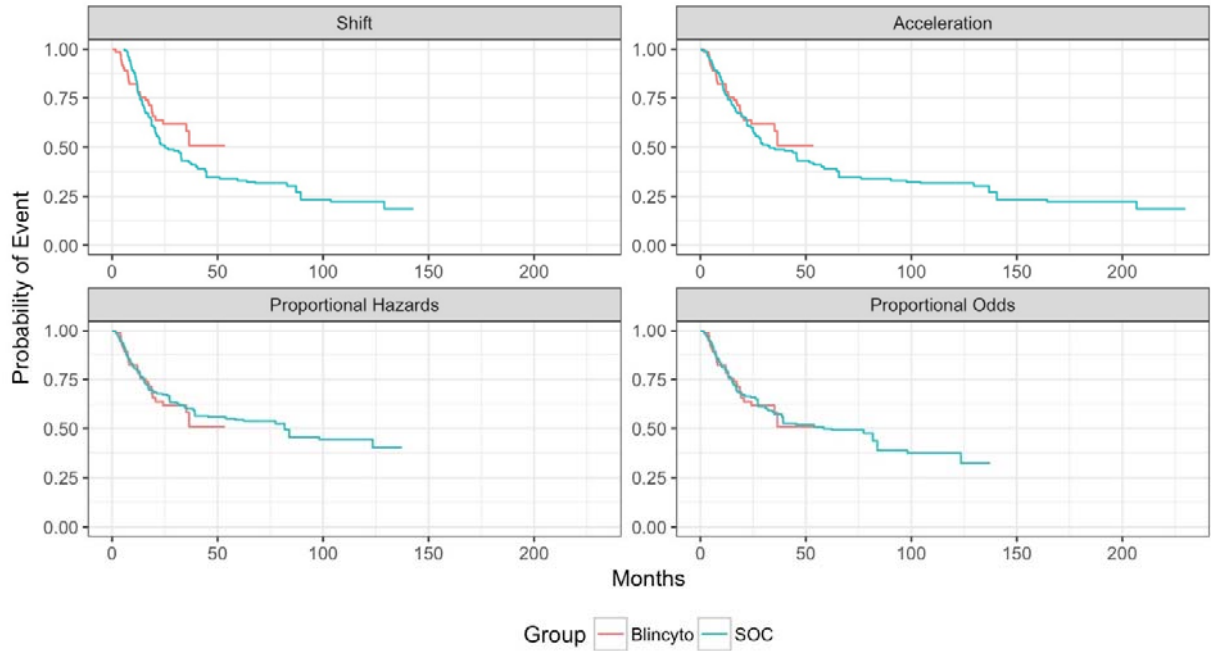 Shift
Acceleration
1.00
0.75
0.50
0.25
0.00
1.00
0.75
0.50
0.25
0.00
0 50 100 150 200
0 50 100 150 200
Probability of Event
Proportional Hazards
Proportional Odds
1.00
0.75
0.50
0.25
0.00
1.00
0.75
0.50
0.25
0.00
0 50 100 150 200
0 50 100 150 200
Months
Group Blincyto SOC